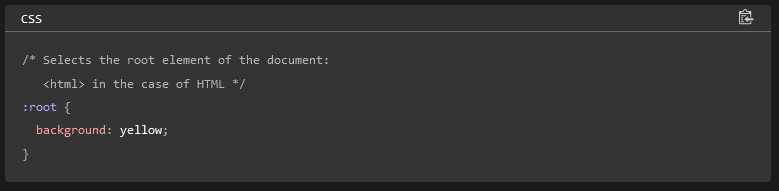 CSS
/* Selects the root element of the document:
   <html> in the case of HTML */
:root {
  background: yellow;
}